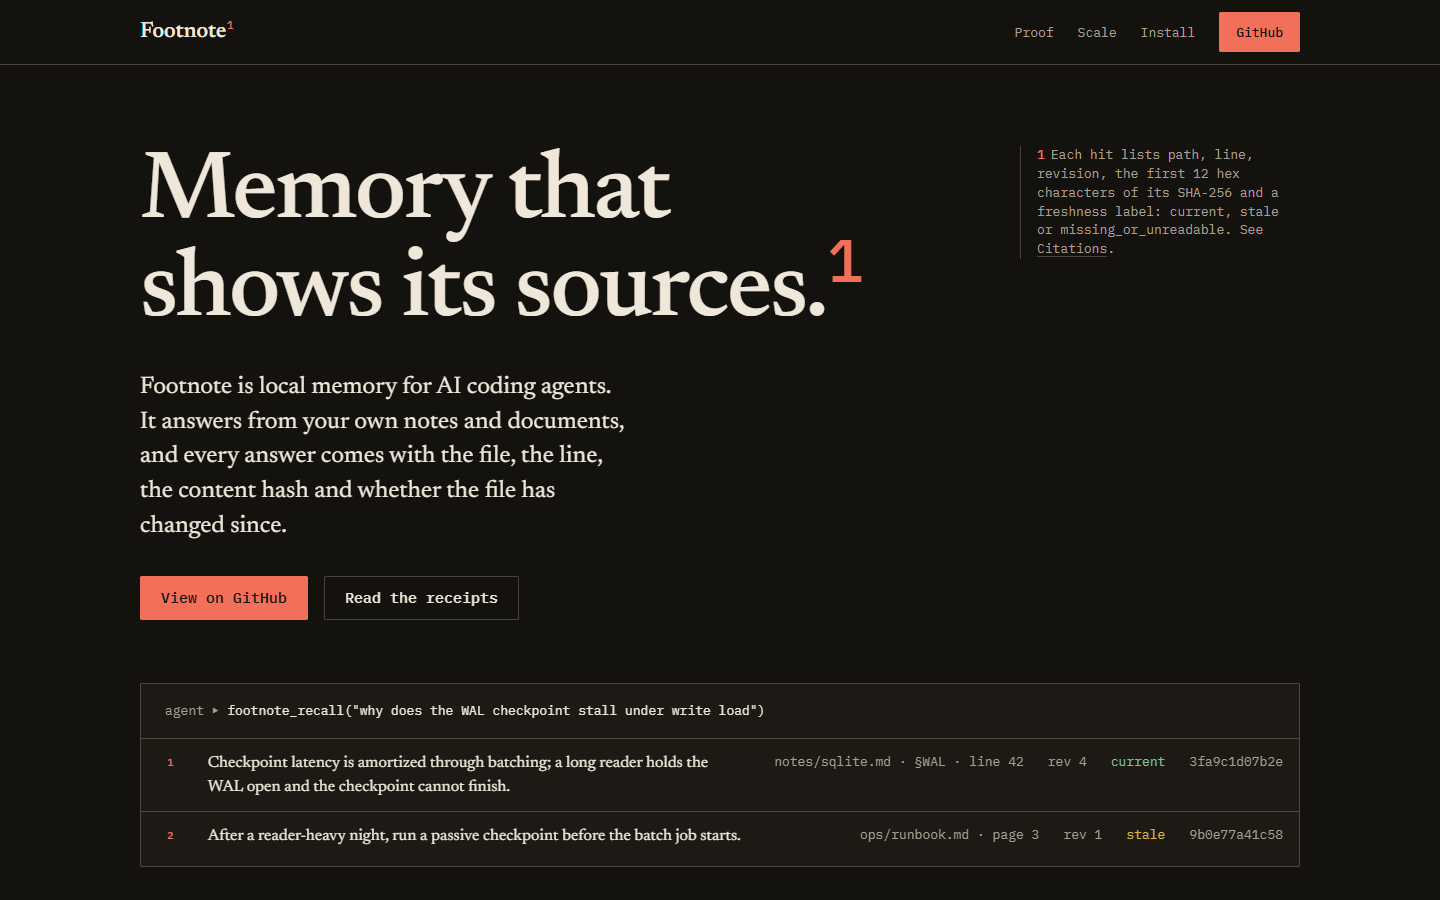 Footnote1
Proof Scale Install GitHub
Memory that
shows its sources.1
1 Each hit lists path, line,
revision, the first 12 hex
characters of its SHA-256 and a
freshness label: current, stale
or missing_or_unreadable. See
Citations.
Footnote is local memory for AI coding agents.
It answers from your own notes and documents,
and every answer comes with the file, the line,
the content hash and whether the file has
changed since.
View on GitHub Read the receipts
agent ▸ footnote_recall("why does the WAL checkpoint stall under write load")
1 Checkpoint latency is amortized through batching; a long reader holds the notes/sqlite.md · §WAL · line 42 rev 4 current 3fa9c1d07b2e
WAL open and the checkpoint cannot finish.
2 After a reader-heavy night, run a passive checkpoint before the batch job starts. ops/runbook.md · page 3 rev 1 stale 9b0e77a41c58